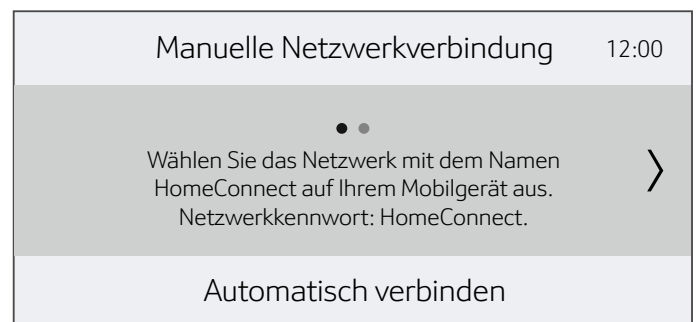 Manuelle Netzwerkverbindung 12:00
Wählen Sie das Netzwerk mit dem Namen
HomeConnect auf Ihrem Mobilgerät aus.
Netzwerkkennwort: HomeConnect.
Automatisch verbinden